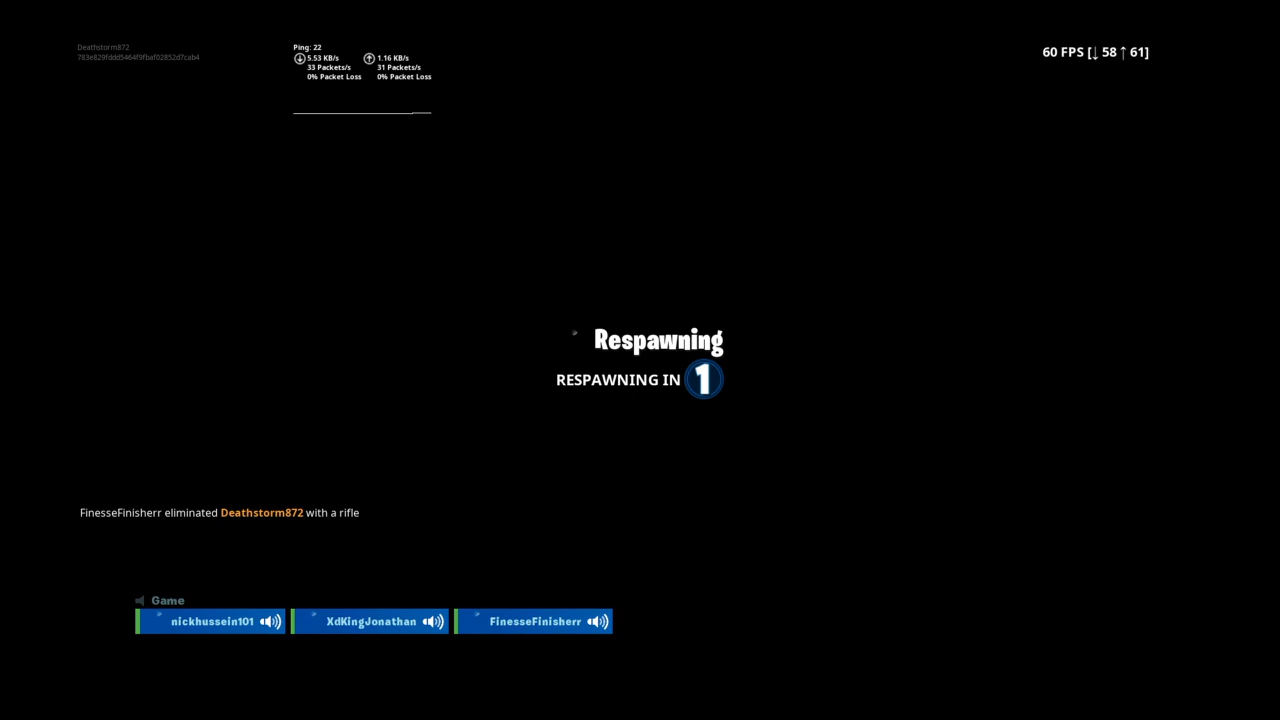 Deathstorm872
783e829fddd5464f9fbaf02852d7cab4
Ping: 22
5.53 KB/s 1.16 KB/s
33 Packets/s 31 Packets/s
0% Packet Loss 0% Packet Loss
60 FPS [↓ 58 ↑ 61]
Respawning
RESPAWNING IN 1
FinesseFinisherr eliminated Deathstorm872 with a rifle
Game
nickhussein101 XdKingJonathan FinesseFinisherr